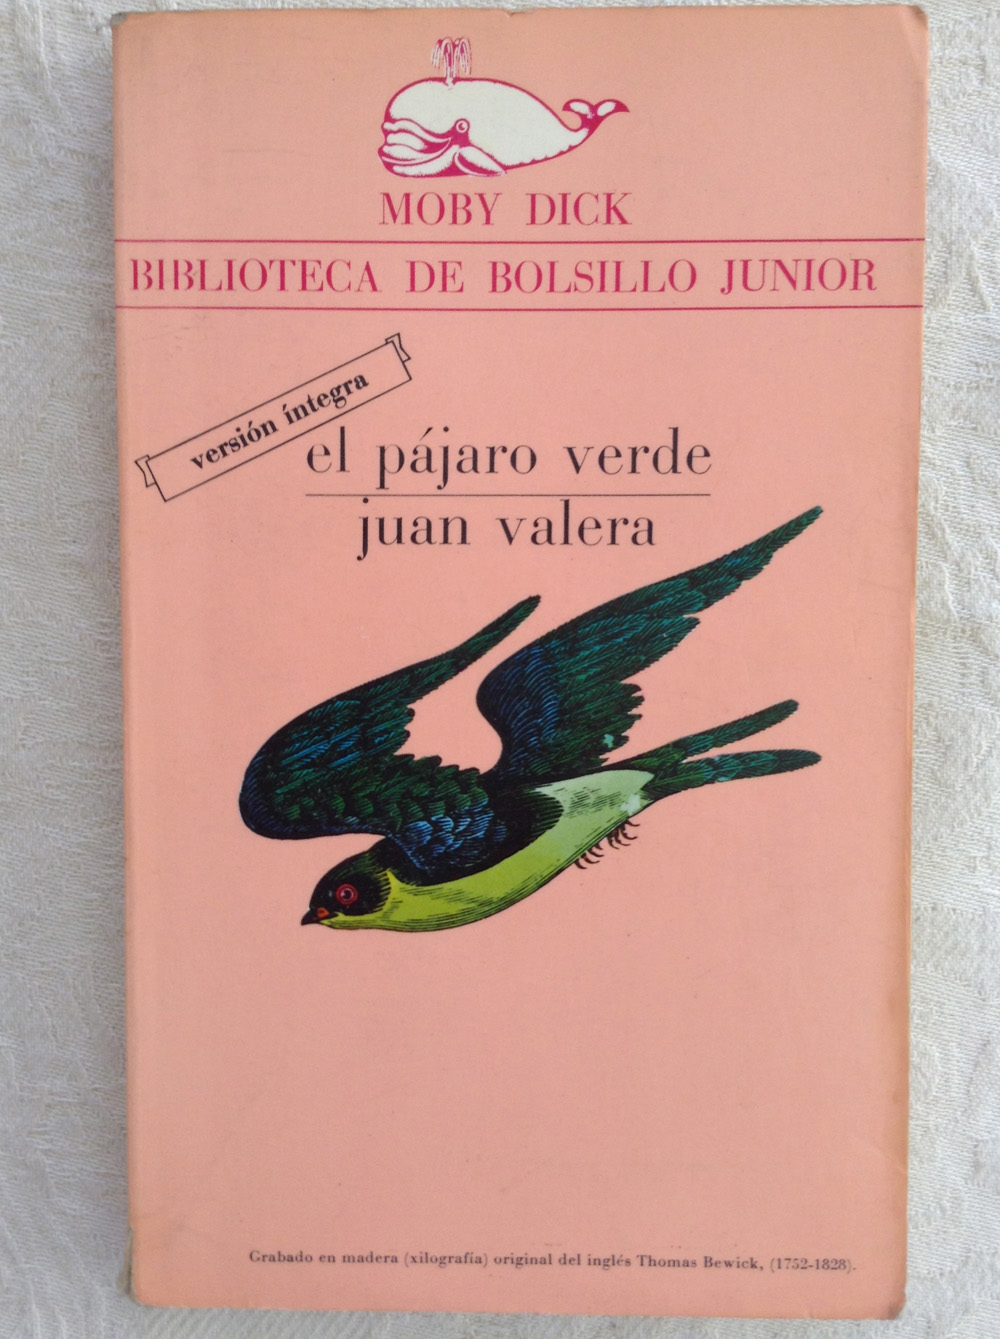 MOBY DICK
BIBLIOTECA DE BOLSILLO JUNIOR
versión íntegra
el pájaro verde
juan valera
Grabado en madera (xilografía) original del inglés Thomas Bewick, (1752-1828).